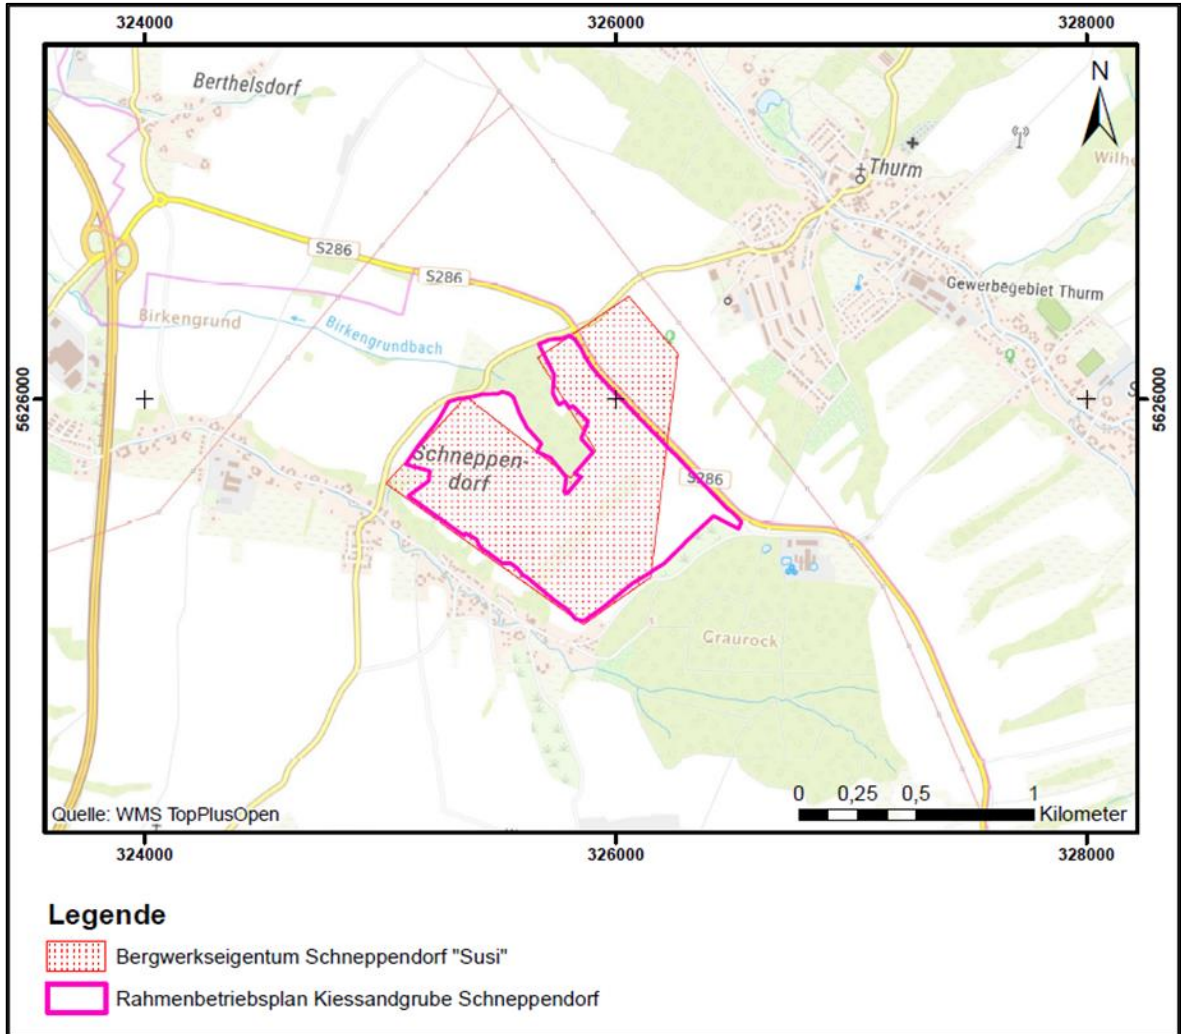 324000
326000
328000
N
Berthelsdorf
Thurm
Wilhe
S286
S286
Gewerbegebiet Thurm
Birkengrund
Birkengrundbach
5626000
5626000
S
Schneppen-
dorf
S286
Graurock
0 0,25 0,5 1
Kilometer
Quelle: WMS TopPlusOpen
324000
326000
328000
Legende
Bergwerkseigentum Schneppendorf "Susi"
Rahmenbetriebsplan Kiessandgrube Schneppendorf